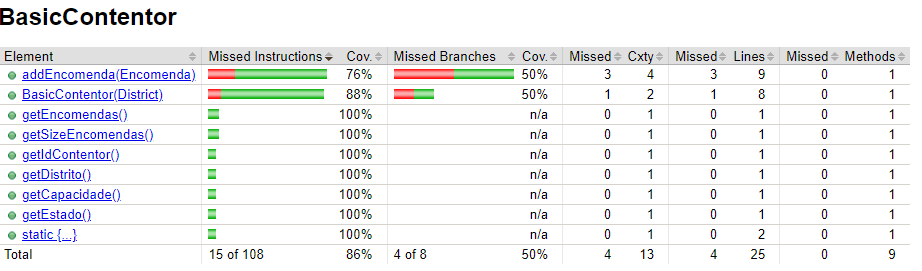 BasicContentor
Element Missed Instructions Cov. Missed Branches Cov. Missed Cxty Missed Lines Missed Methods
addEncomenda(Encomenda) 76% 50% 3 4 3 9 0 1
BasicContentor(District) 88% 50% 1 2 1 8 0 1
getEncomendas() 100% n/a 0 1 0 1 0 1
getSizeEncomendas() 100% n/a 0 1 0 1 0 1
getIdContentor() 100% n/a 0 1 0 1 0 1
getDistrito() 100% n/a 0 1 0 1 0 1
getCapacidade() 100% n/a 0 1 0 1 0 1
getEstado() 100% n/a 0 1 0 1 0 1
static {...} 100% n/a 0 1 0 2 0 1
Total 15 of 108 86% 4 of 8 50% 4 13 4 25 0 9